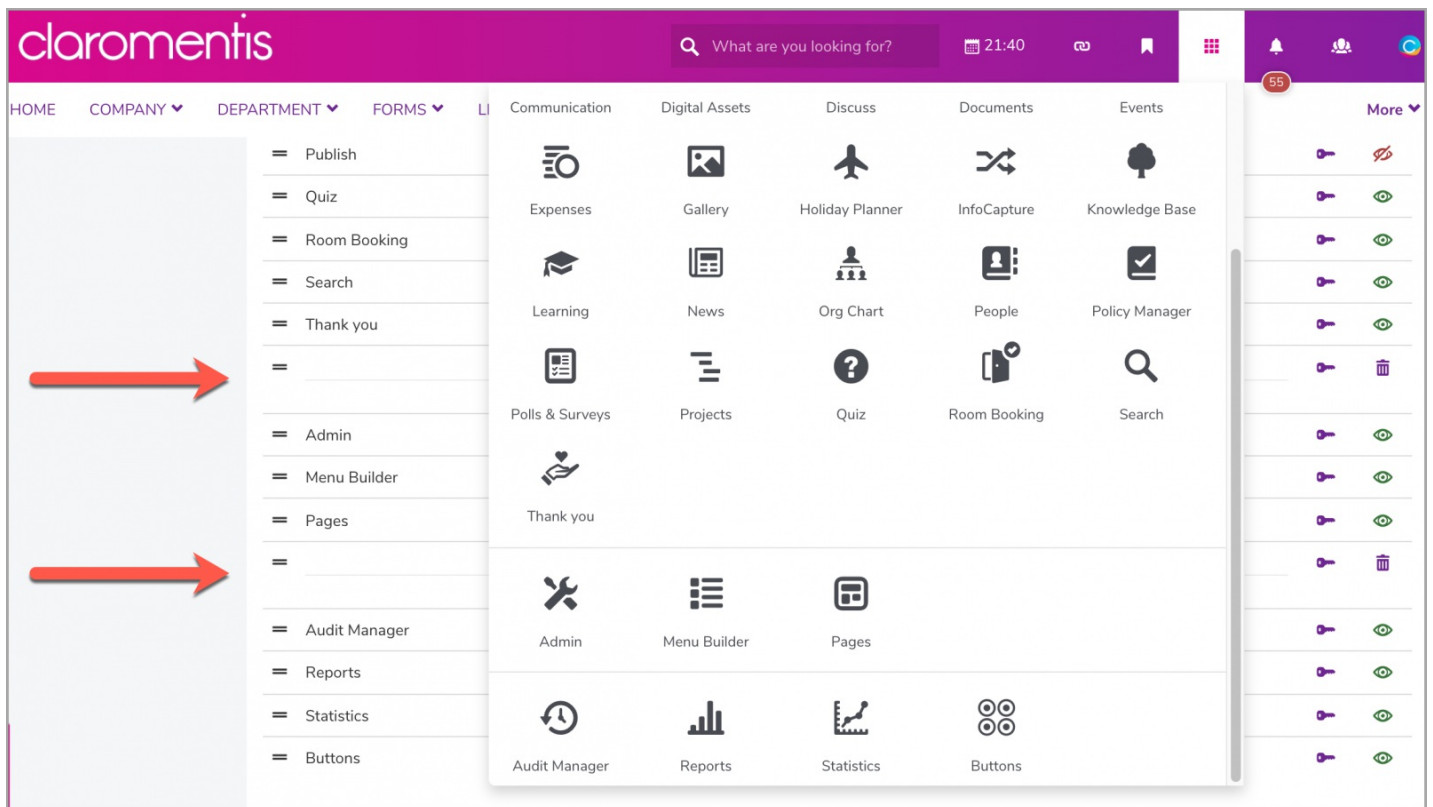 claromentis
What are you looking for?
21:40
55
HOME COMPANY DEPARTMENT FORMS
More
Communication Digital Assets Discuss Documents Events
Publish
Quiz
Room Booking
Search
Thank you
Admin
Menu Builder
Pages
Audit Manager
Reports
Statistics
Buttons
Expenses Gallery Holiday Planner InfoCapture Knowledge Base
Learning News Org Chart People Policy Manager
Polls & Surveys Projects Quiz Room Booking Search
Thank you
Admin Menu Builder Pages
Audit Manager Reports Statistics Buttons